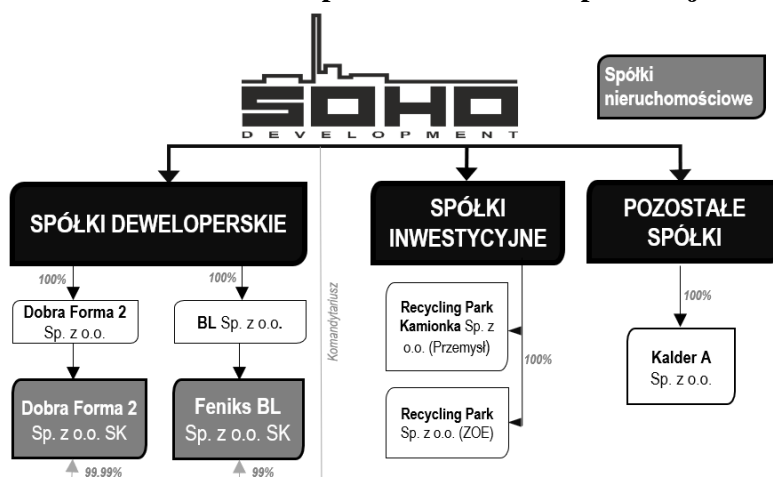 SOHO
DEVELOPMENT
Spółki
nieruchomościowe
SPÓŁKI DEWELOPERSKIE
SPÓŁKI
INWESTYCYJNE
POZOSTAŁE
SPÓŁKI
100%
100%
Komandytariusz
100%
Dobra Forma 2
Sp. z o.o.
BL Sp. z o.o.
Recycling Park
Kamionka Sp. z
o.o. (Przemysł)
100%
Kalder A
Sp. z o.o.
Dobra Forma 2
Sp. z o.o. SK
Feniks BL
Sp. z o.o. SK
Recycling Park
Sp. z o.o. (ZOE)
99.99%
99%